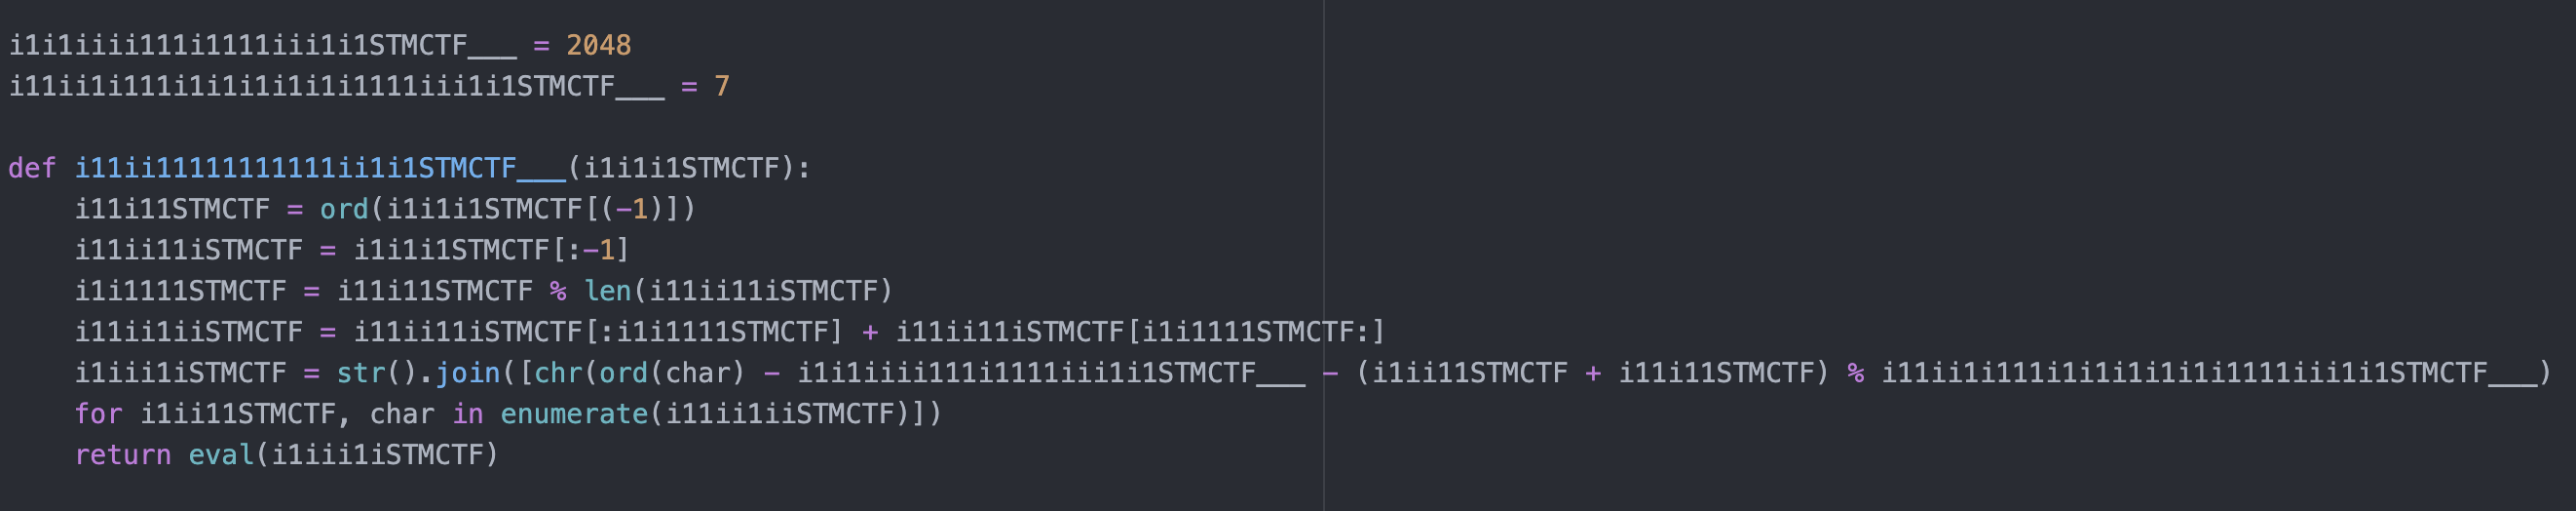 i1i1iiii111i1111iii1i1STMCTF___ = 2048
i11ii1i111i1i1i1i1i1i1111iii1i1STMCTF___ = 7
def i11ii11111111111ii1i1STMCTF___(i1i1i1STMCTF):
i11i11STMCTF = ord(i1i1i1STMCTF[(-1)])
i11ii11iSTMCTF = i1i1i1STMCTF[:-1]
i1i1111STMCTF = i11i11STMCTF % len(i11ii11iSTMCTF)
i11ii1iiSTMCTF = i11ii11iSTMCTF[:i1i1111STMCTF] + i11ii11iSTMCTF[i1i1111STMCTF:]
i1iii1iSTMCTF = str().join([chr(ord(char) - i1i1iiii111i1111iii1i1STMCTF___ - (i1ii11STMCTF + i11i11STMCTF) % i11ii1i111i1i1i1i1i1i1111iii1i1STMCTF___)
for i1ii11STMCTF, char in enumerate(i11ii1iiSTMCTF)])
return eval(i1iii1iSTMCTF)